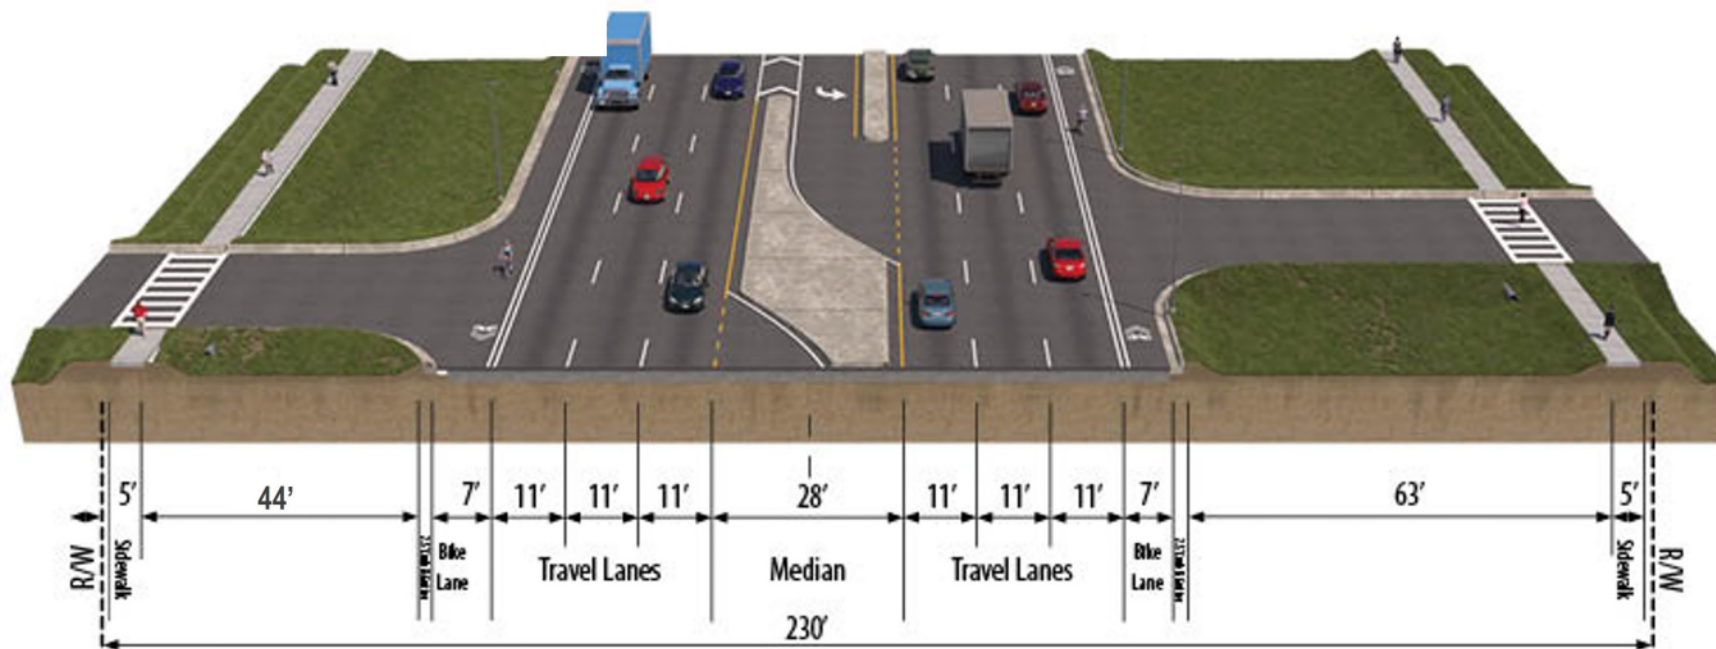 5’
44’
7’
11’
11’
11’
28’
11’
11’
11’
7’
63’
5’
R/W
Sidewalk
Bike
Lane
Travel Lanes
Median
Travel Lanes
Bike
Lane
Sidewalk
R/W
230’